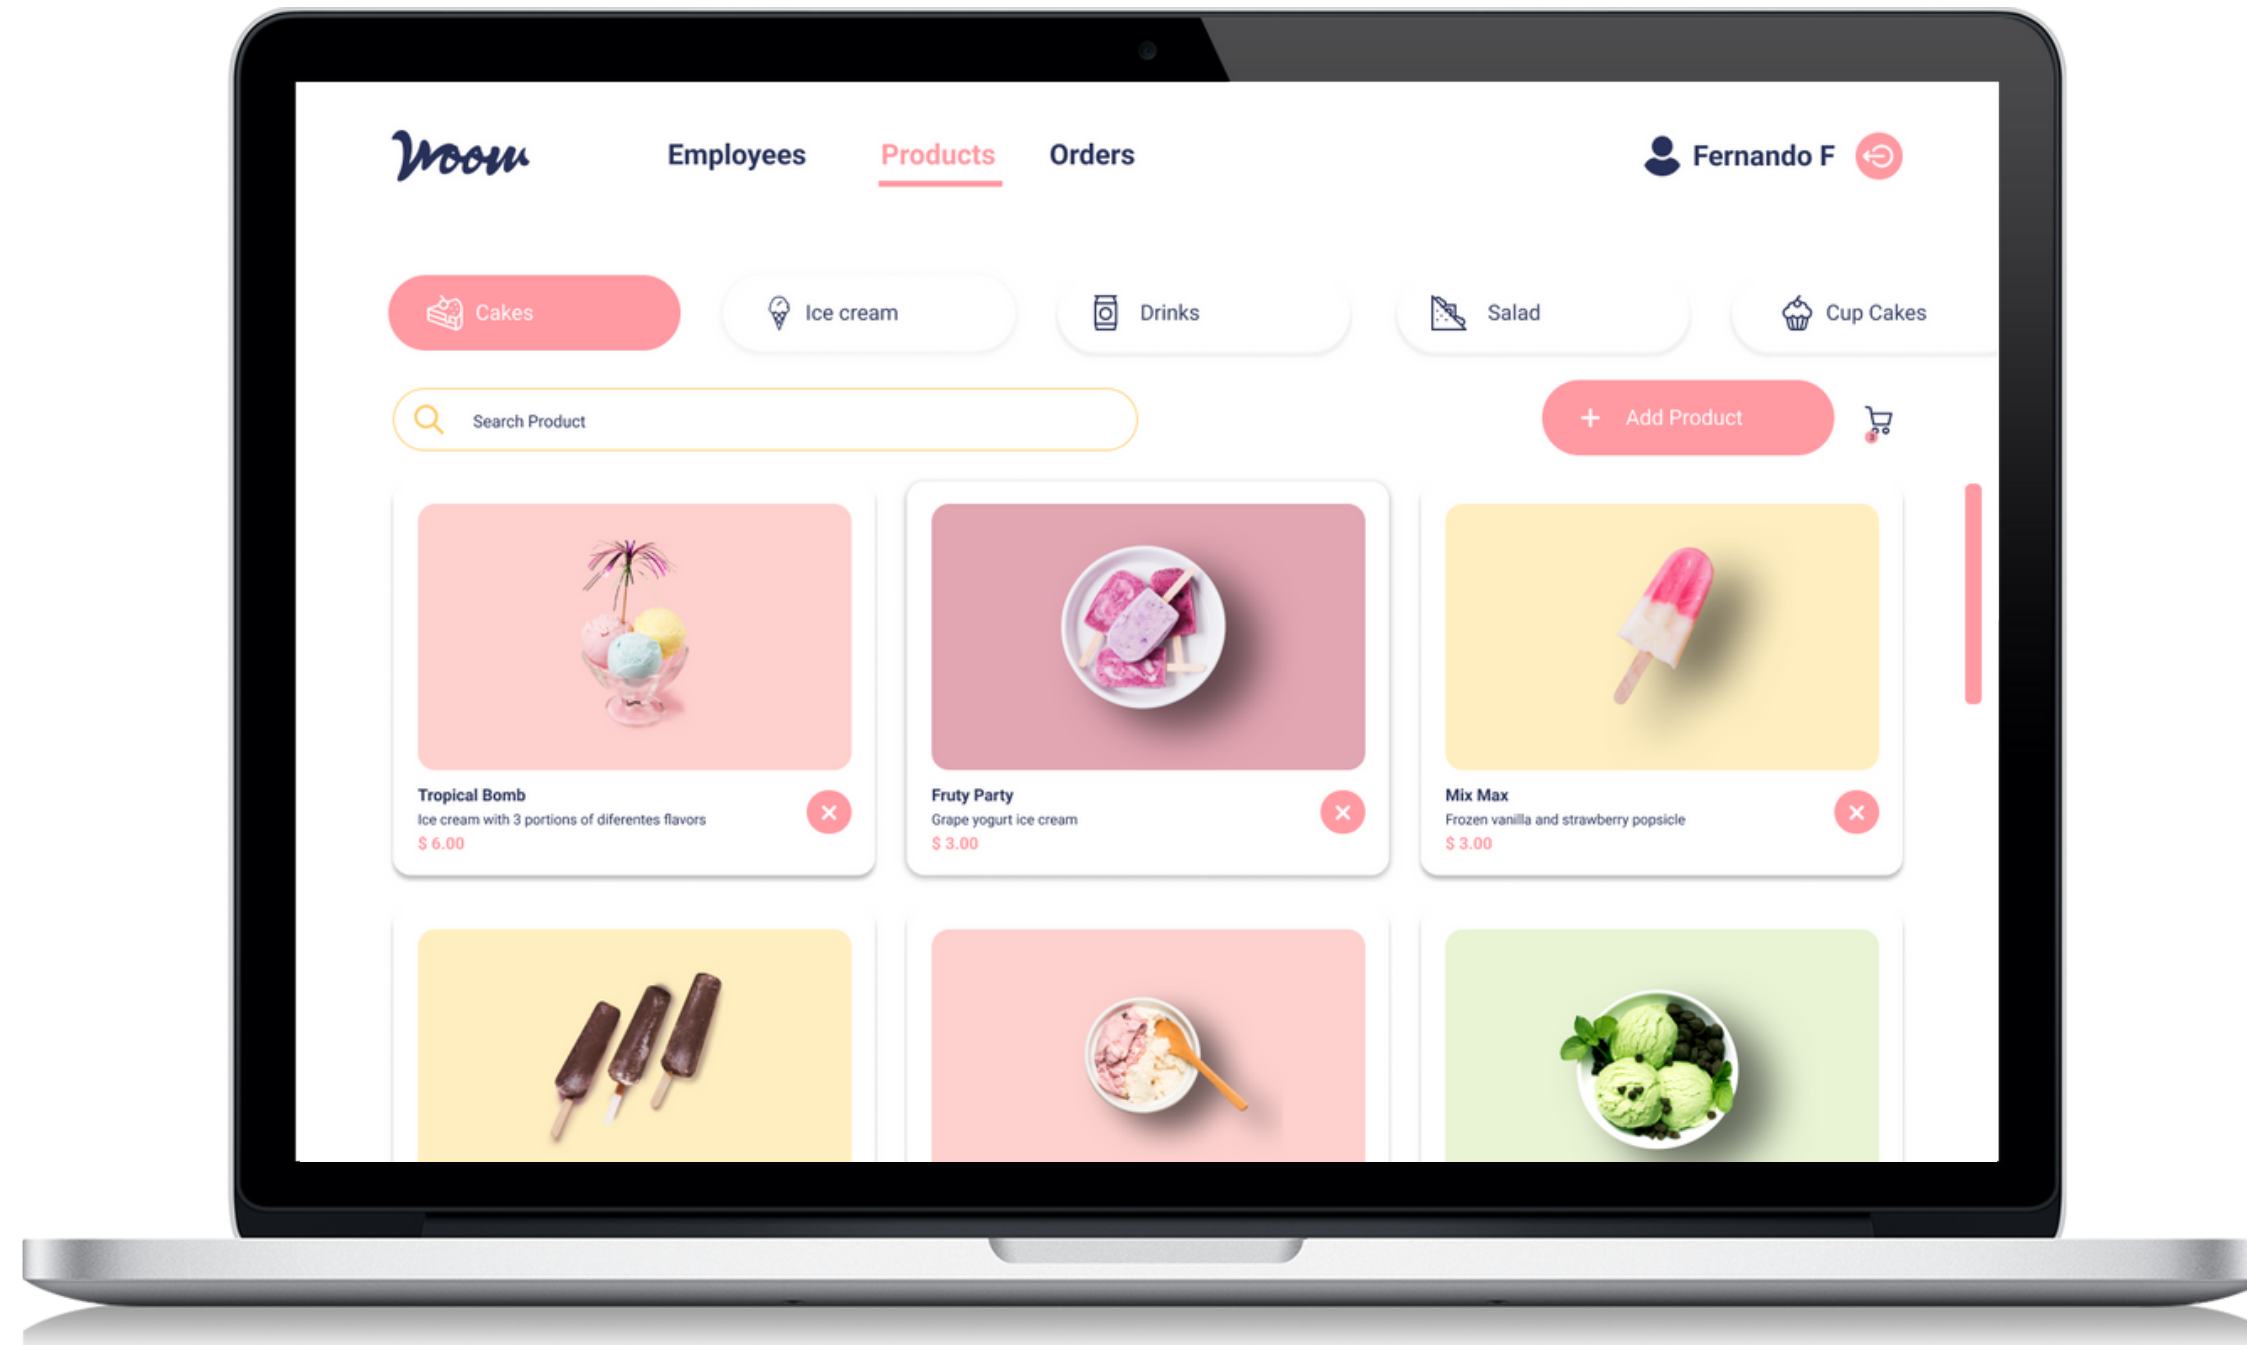 Woow
Employees Products Orders Fernando F
Cakes Ice cream Drinks Salad Cup Cakes
Search Product + Add Product
3
Tropical Bomb
Ice cream with 3 portions of diferentes flavors
$ 6.00
Fruty Party
Grape yogurt ice cream
$ 3.00
Mix Max
Frozen vanilla and strawberry popsicle
$ 3.00